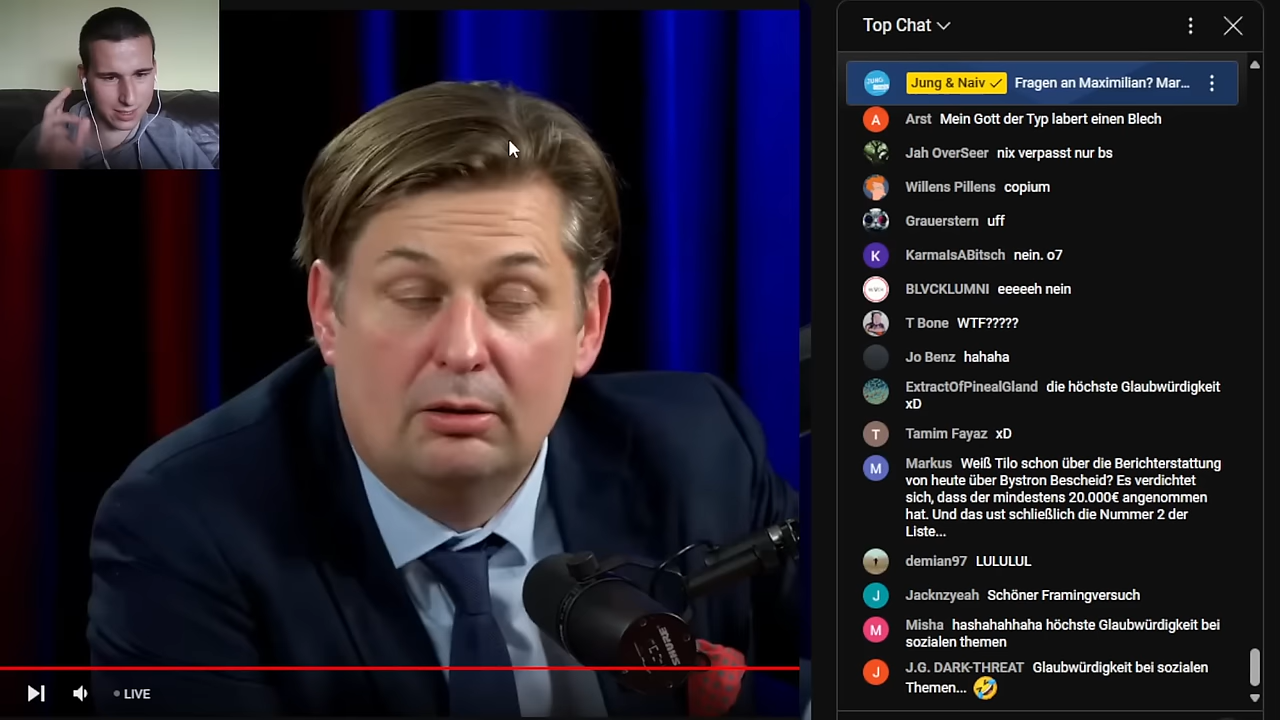 Top Chat
Jung & Naiv Fragen an Maximilian? Mar...
Arst Mein Gott der Typ labert einen Blech
Jah OverSeer nix verpasst nur bs
Willens Pillens copium
Grauerstern uff
KarmaIsABitsch nein. o7
BLVCKLUMNI eeeeeh nein
T Bone WTF?????
Jo Benz hahaha
ExtractOfPinealGland die höchste Glaubwürdigkeit
xD
Tamim Fayaz xD
Markus Weiß Tilo schon über die Berichterstattung
von heute über Bystron Bescheid? Es verdichtet
sich, dass der mindestens 20.000€ angenommen
hat. Und das ust schließlich die Nummer 2 der
Liste...
demian97 LULULUL
Jacknzyeah Schöner Framingversuch
Misha hashahahhaha höchste Glaubwürdigkeit bei
sozialen themen
J.G. DARK-THREAT Glaubwürdigkeit bei sozialen
Themen... 🤣
LIVE
SHURE